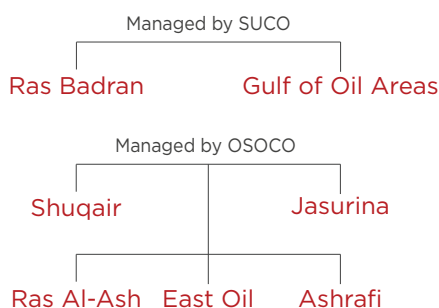 Managed by SUCO
Ras Badran Gulf of Oil Areas
Managed by OSOCO
Shuqair Jasurina
Ras Al-Ash East Oil Ashrafi